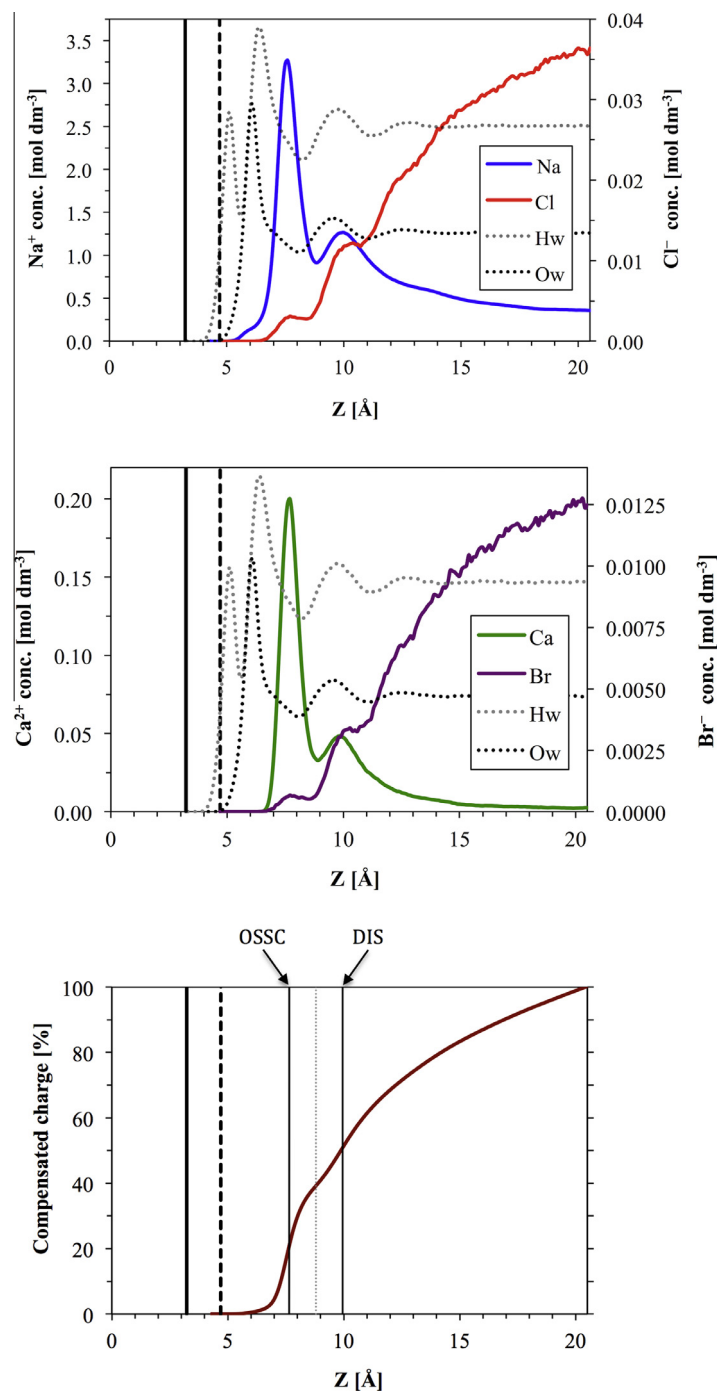 3.5
3.0
2.5
2.0
1.5
1.0
0.5
0.0
Na⁺ conc. [mol dm⁻³]
0.04
0.03
0.02
0.01
0.00
Cl⁻ conc. [mol dm⁻³]
Na
Cl
Hw
Ow
0 5 10 15 20
Z [Å]
0.20
0.15
0.10
0.05
0.00
Ca²⁺ conc. [mol dm⁻³]
0.0125
0.0100
0.0075
0.0050
0.0025
0.0000
Br⁻ conc. [mol dm⁻³]
Ca
Br
Hw
Ow
0 5 10 15 20
Z [Å]
OSSC DIS
100
80
60
40
20
0
Compensated charge [%]
0 5 10 15 20
Z [Å]